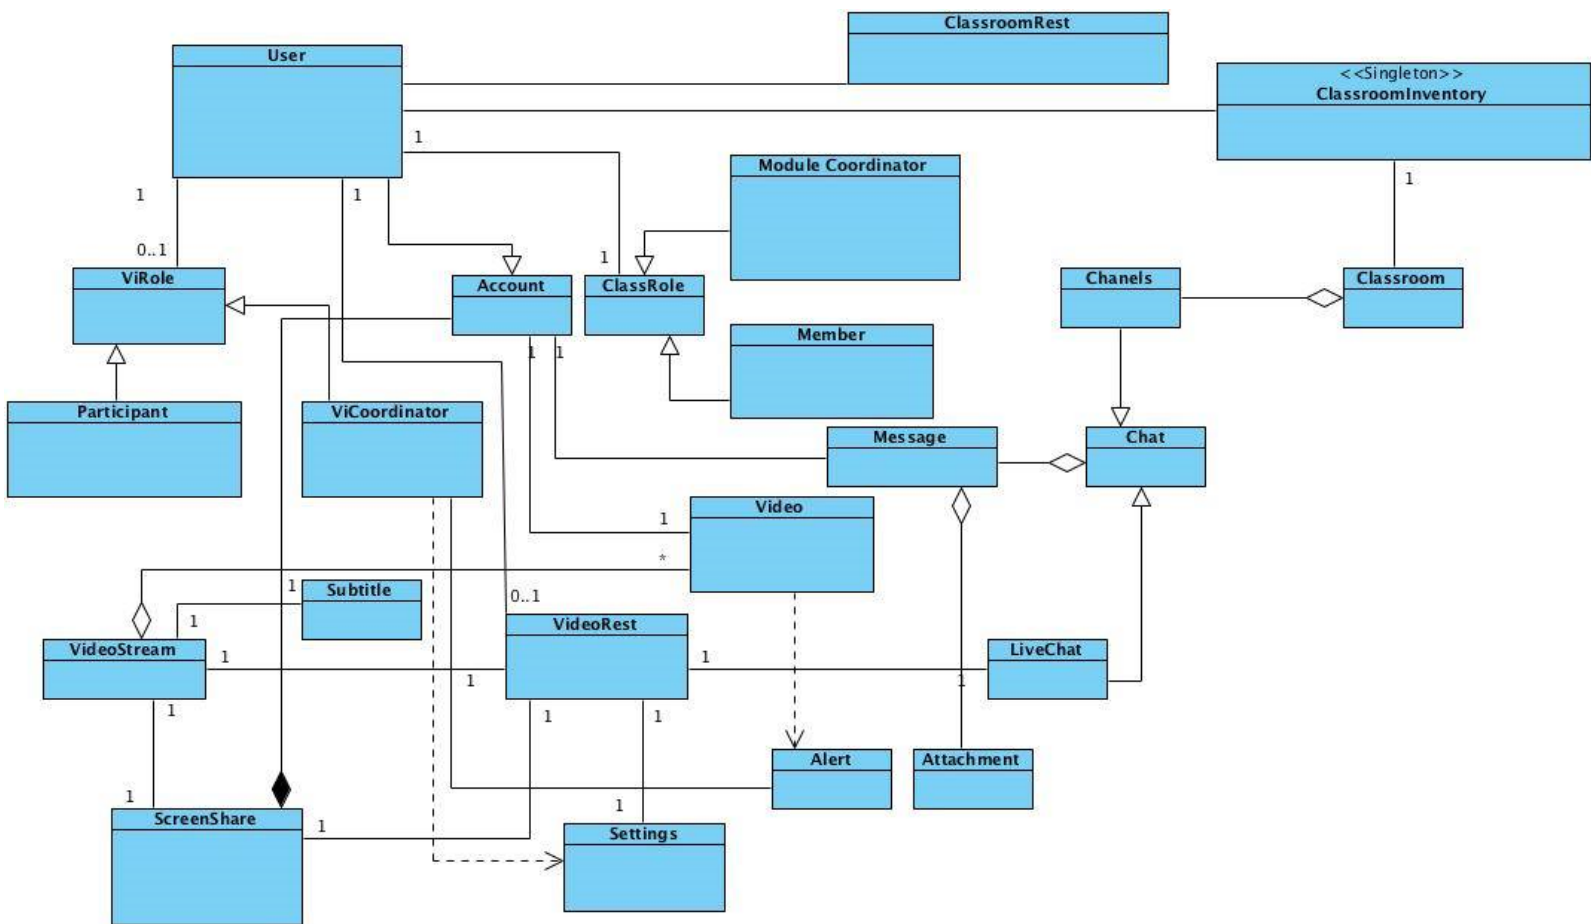 ClassroomRest
User
<<Singleton>>
ClassroomInventory
1
Module Coordinator
1
1
1
0..1
1
ViRole
Account
ClassRole
Chanels
Classroom
Member
1
1
Participant
ViCoordinator
Message
Chat
Video
1
*
1
Subtitle
0..1
1
VideoRest
VideoStream
LiveChat
1
1
1
1
1
1
1
Alert
Attachment
1
1
ScreenShare
1
Settings